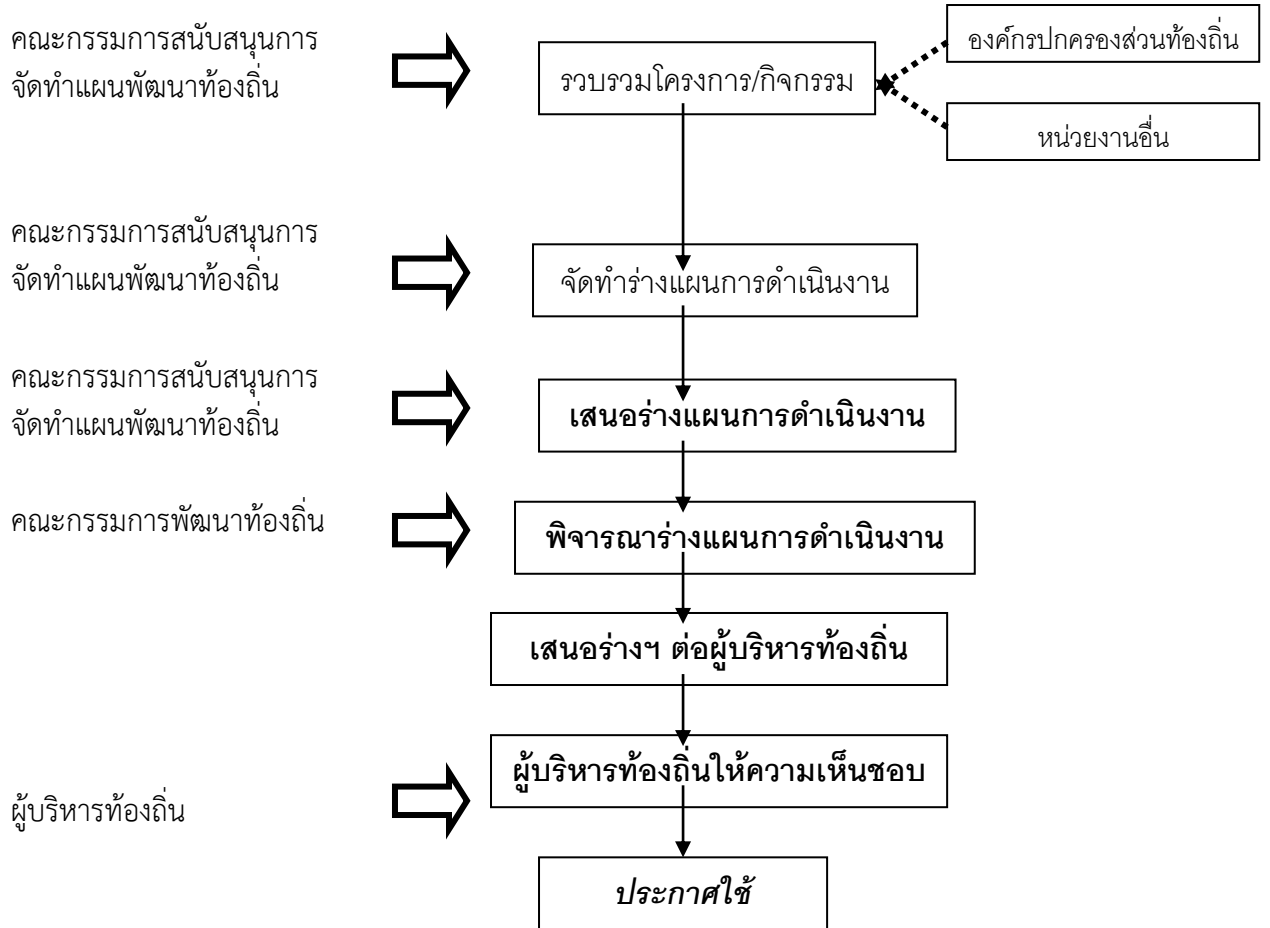 คณะกรรมการสนับสนุนการ
จัดทำแผนพัฒนาท้องถิ่น
รวบรวมโครงการ/กิจกรรม
องค์กรปกครองส่วนท้องถิ่น
หน่วยงานอื่น
คณะกรรมการสนับสนุนการ
จัดทำแผนพัฒนาท้องถิ่น
จัดทำร่างแผนการดำเนินงาน
คณะกรรมการสนับสนุนการ
จัดทำแผนพัฒนาท้องถิ่น
เสนอร่างแผนการดำเนินงาน
คณะกรรมการพัฒนาท้องถิ่น
พิจารณาร่างแผนการดำเนินงาน
เสนอร่างฯ ต่อผู้บริหารท้องถิ่น
ผู้บริหารท้องถิ่นให้ความเห็นชอบ
ผู้บริหารท้องถิ่น
ประกาศใช้